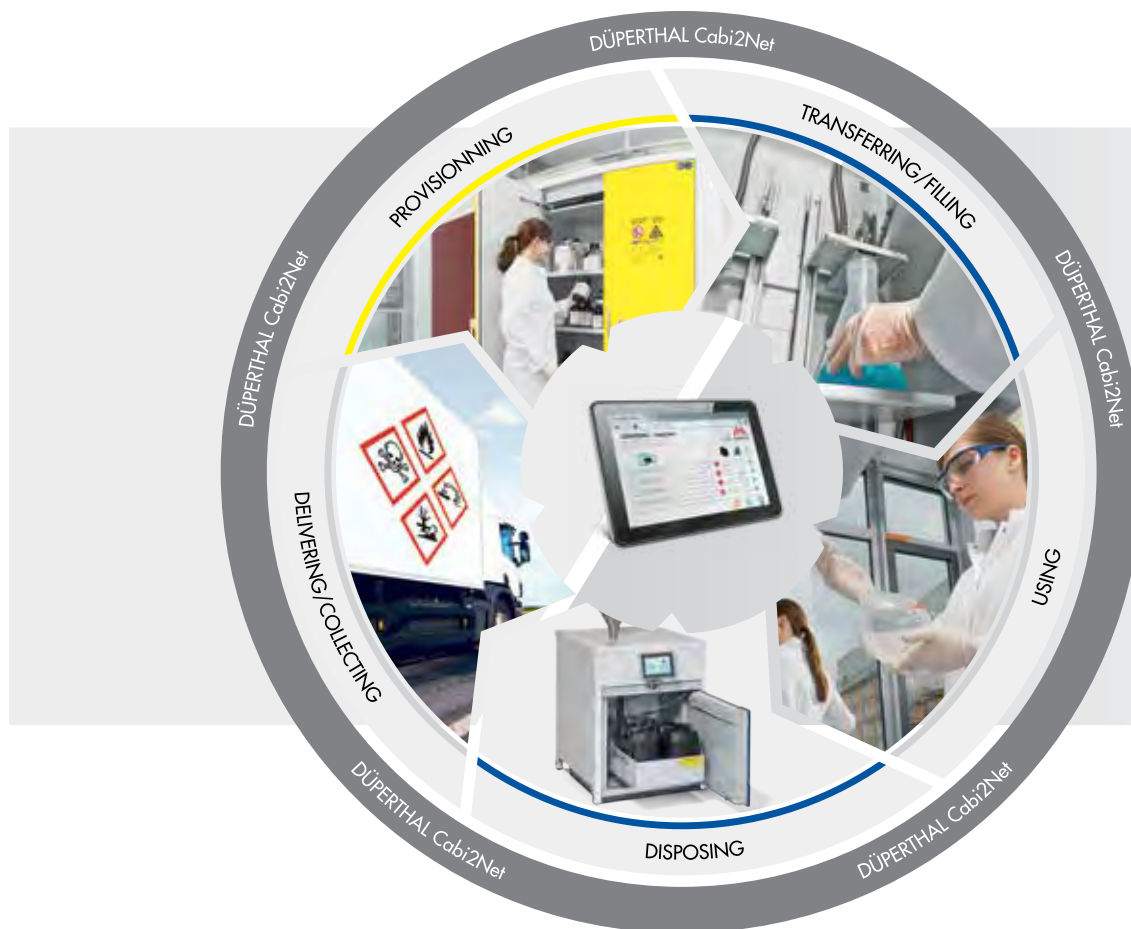 DÜPERTHAL Cabi2Net
PROVISIONNING
TRANSFERRING/FILLING
DÜPERTHAL Cabi2Net
DÜPERTHAL Cabi2Net
DELIVERING/COLLECTING
USING
DISPOSING
DÜPERTHAL Cabi2Net
DÜPERTHAL Cabi2Net